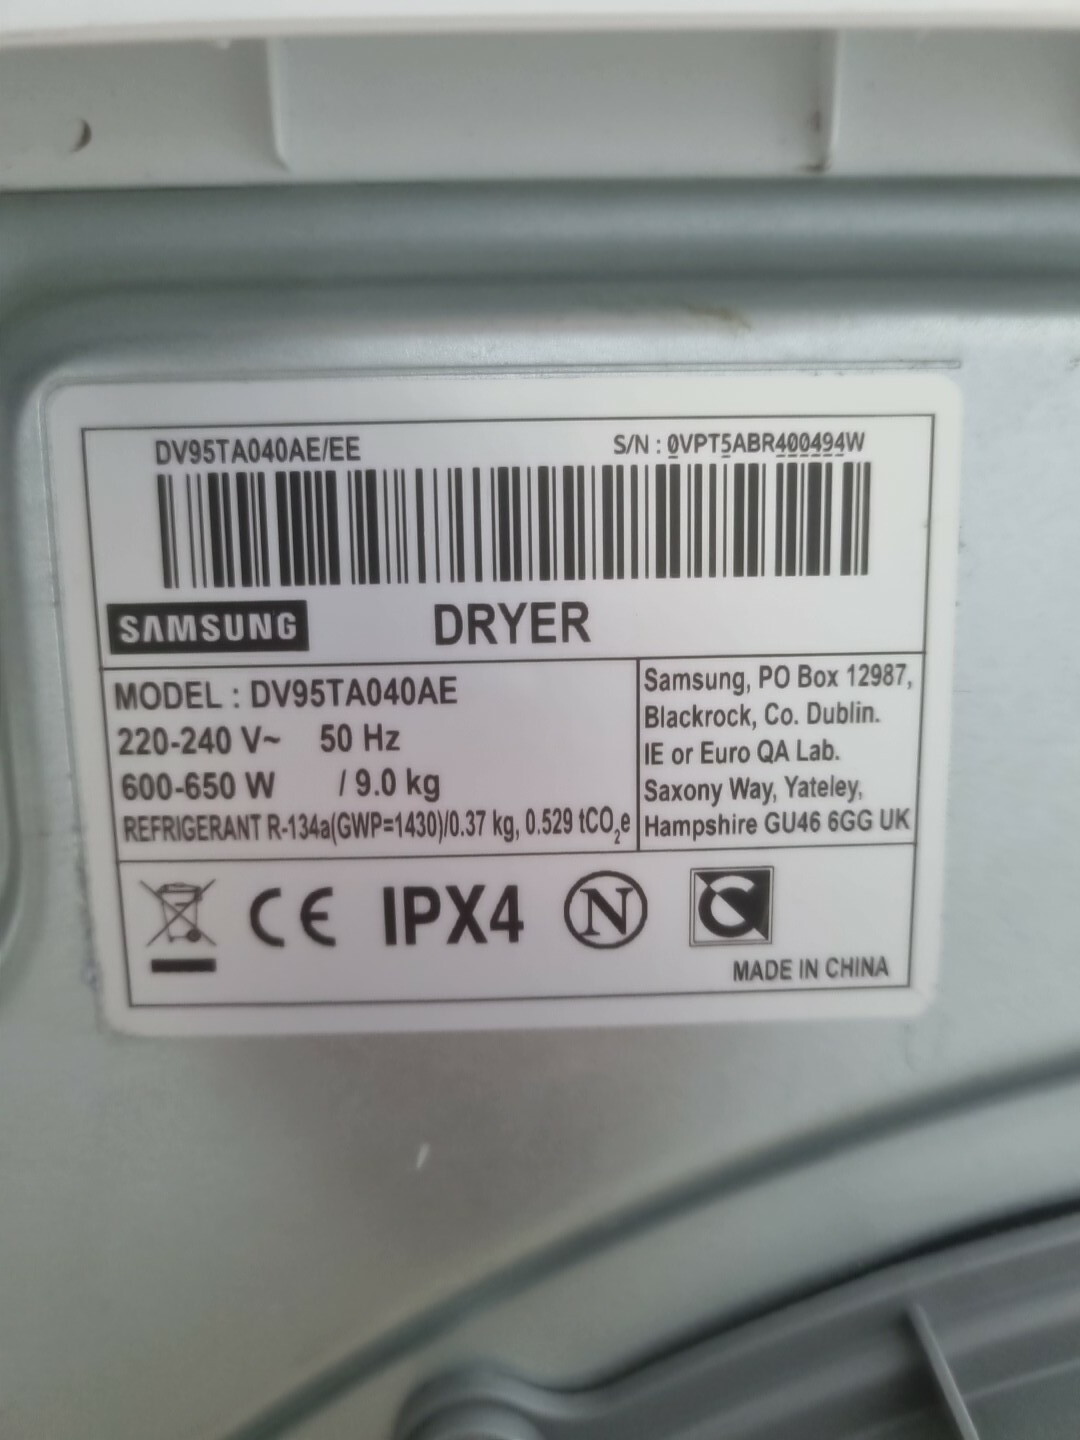 DV95TA040AE/EE
S/N : 0VPT5ABR400494W
SAMSUNG
DRYER
MODEL : DV95TA040AE
220-240 V~ 50 Hz
600-650 W / 9.0 kg
REFRIGERANT R-134a(GWP=1430)/0.37 kg, 0.529 tCO₂e
Samsung, PO Box 12987,
Blackrock, Co. Dublin.
IE or Euro QA Lab.
Saxony Way, Yateley,
Hampshire GU46 6GG UK
CE IPX4 N
MADE IN CHINA